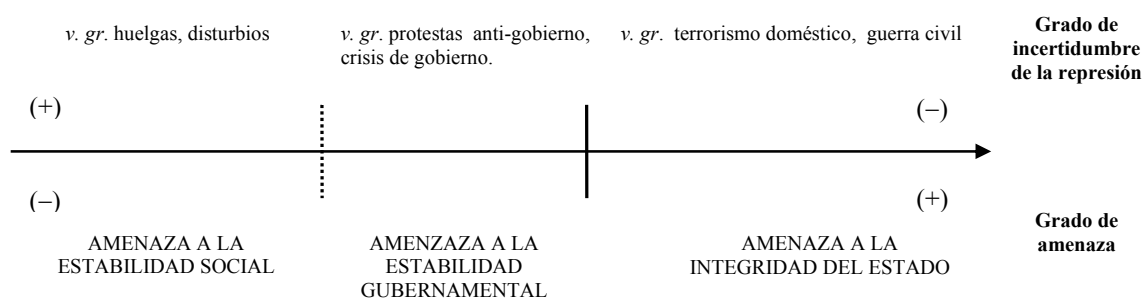 v. gr. huelgas, disturbios
v. gr. protestas anti-gobierno,
crisis de gobierno.
v. gr. terrorismo doméstico, guerra civil
Grado de
incertidumbre
de la represión
(+)
(–)
(–)
(+)
AMENAZA A LA
ESTABILIDAD SOCIAL
AMENZAZA A LA
ESTABILIDAD
GUBERNAMENTAL
AMENAZA A LA
INTEGRIDAD DEL ESTADO
Grado de
amenaza